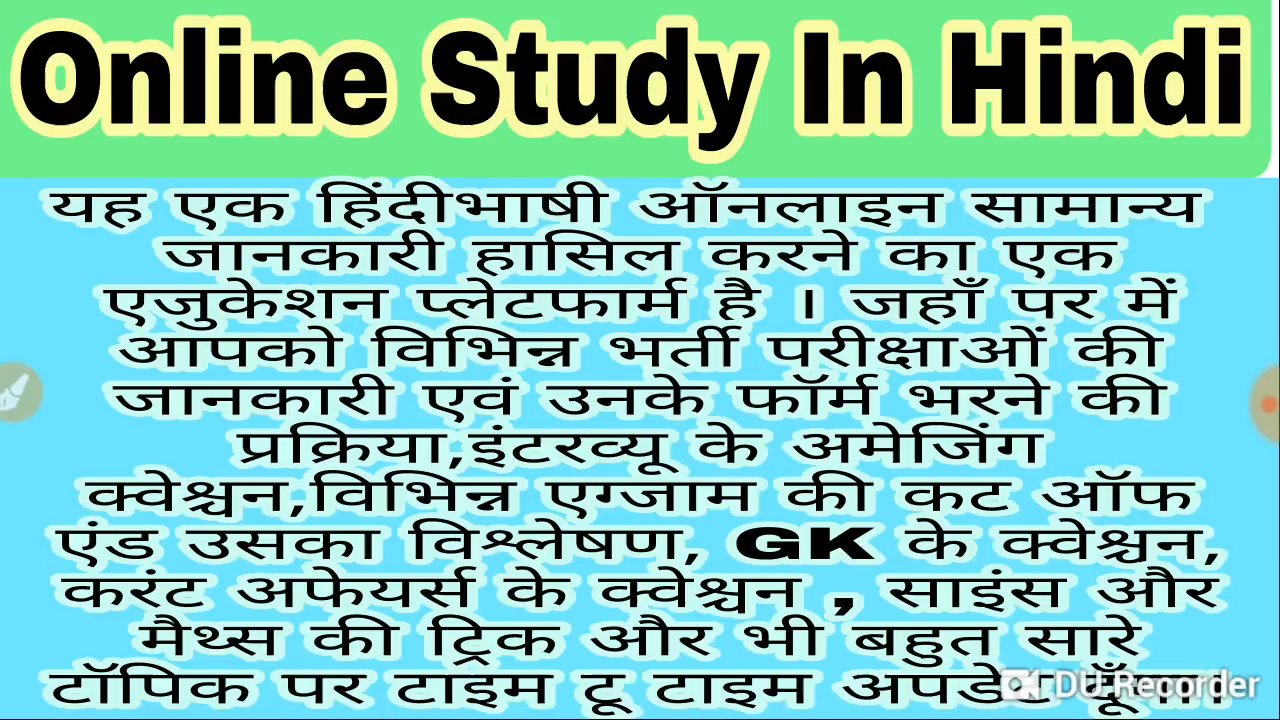 Online Study In Hindi
यह एक हिंदीभाषी ऑनलाइन सामान्य
जानकारी हासिल करने का एक
एजुकेशन प्लेटफार्म है । जहाँ पर में
आपको विभिन्न भर्ती परीक्षाओं की
जानकारी एवं उनके फॉर्म भरने की
प्रक्रिया,इंटरव्यू के अमेजिंग
क्वेश्चन,विभिन्न एग्जाम की कट ऑफ
एंड उसका विश्लेषण, GK के क्वेश्चन,
करंट अफेयर्स के क्वेश्चन , साइंस और
मैथ्स की ट्रिक और भी बहुत सारे
टॉपिक पर टाइम टू टाइम
DU Recorder